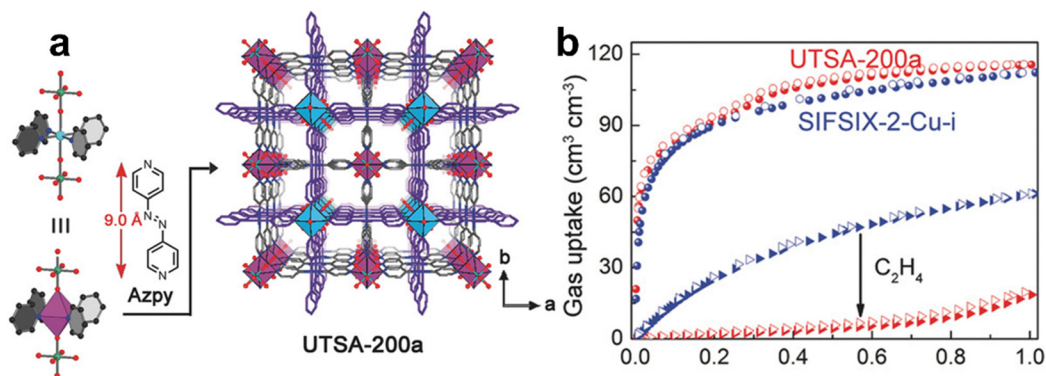 a
III
9.0 Å
N
N
N
N
Azpy
b
a
UTSA-200a
b
UTSA-200a
SIFSIX-2-Cu-i
C₂H₄
Gas uptake (cm³ cm⁻³)
120
90
60
30
0
0.0 0.2 0.4 0.6 0.8 1.0